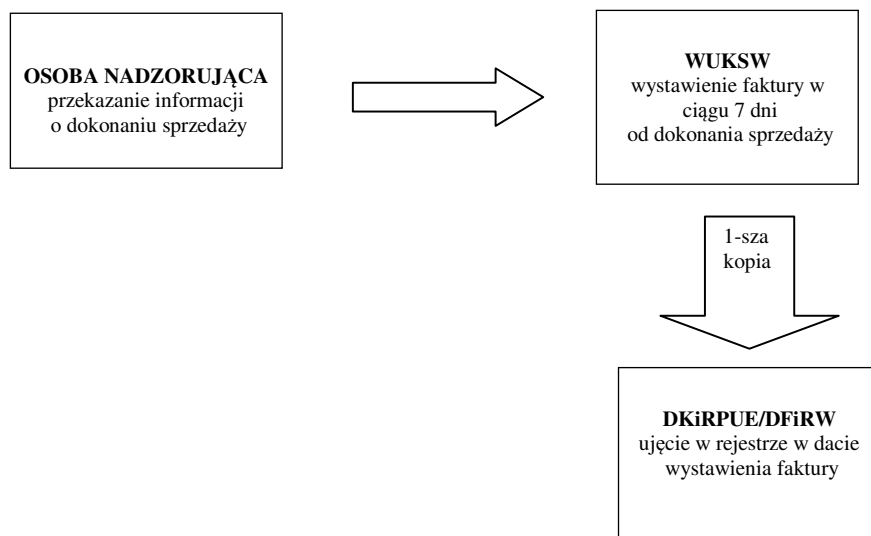 OSOBA NADZORUJĄCA
przekazanie informacji
o dokonaniu sprzedaży
WUKSW
wystawienie faktury w
ciągu 7 dni
od dokonania sprzedaży
1-sza
kopia
DKiRPUE/DFiRW
ujęcie w rejestrze w dacie
wystawienia faktury